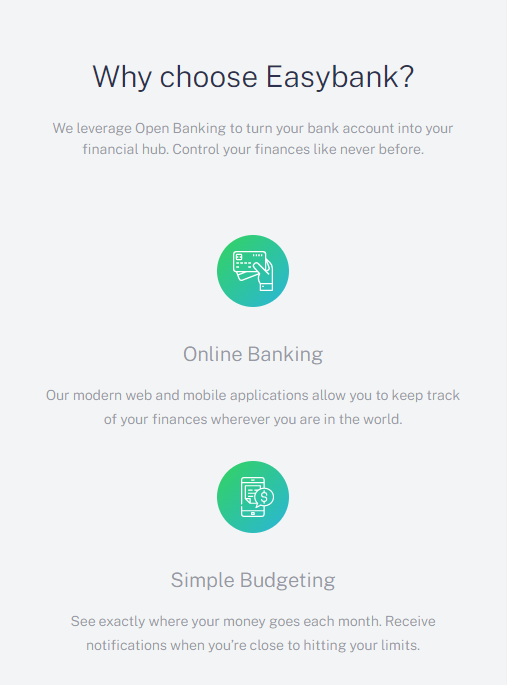 Why choose Easybank?
We leverage Open Banking to turn your bank account into your
financial hub. Control your finances like never before.
Online Banking
Our modern web and mobile applications allow you to keep track
of your finances wherever you are in the world.
Simple Budgeting
See exactly where your money goes each month. Receive
notifications when you’re close to hitting your limits.